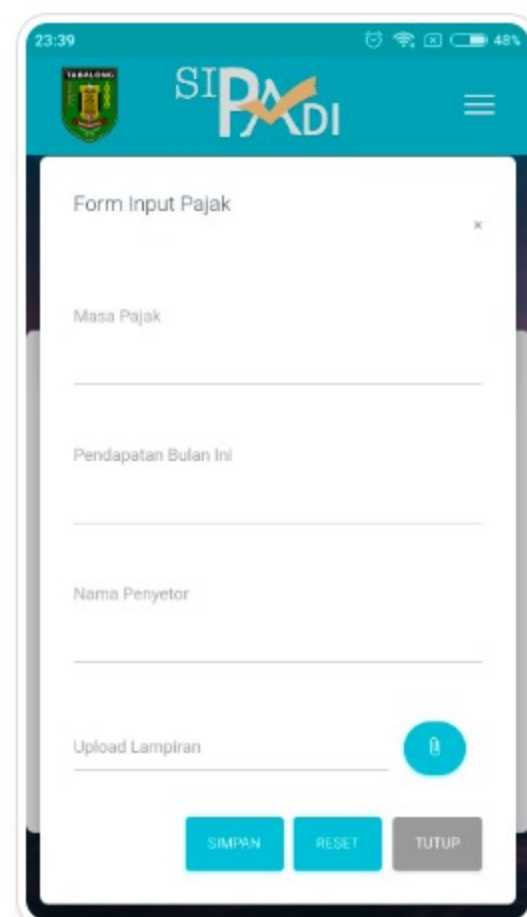 23:39
48%
TABALONG
SIPADI
Form Input Pajak
×
Masa Pajak
Pendapatan Bulan Ini
Nama Penyetor
Upload Lampiran
SIMPAN RESET TUTUP